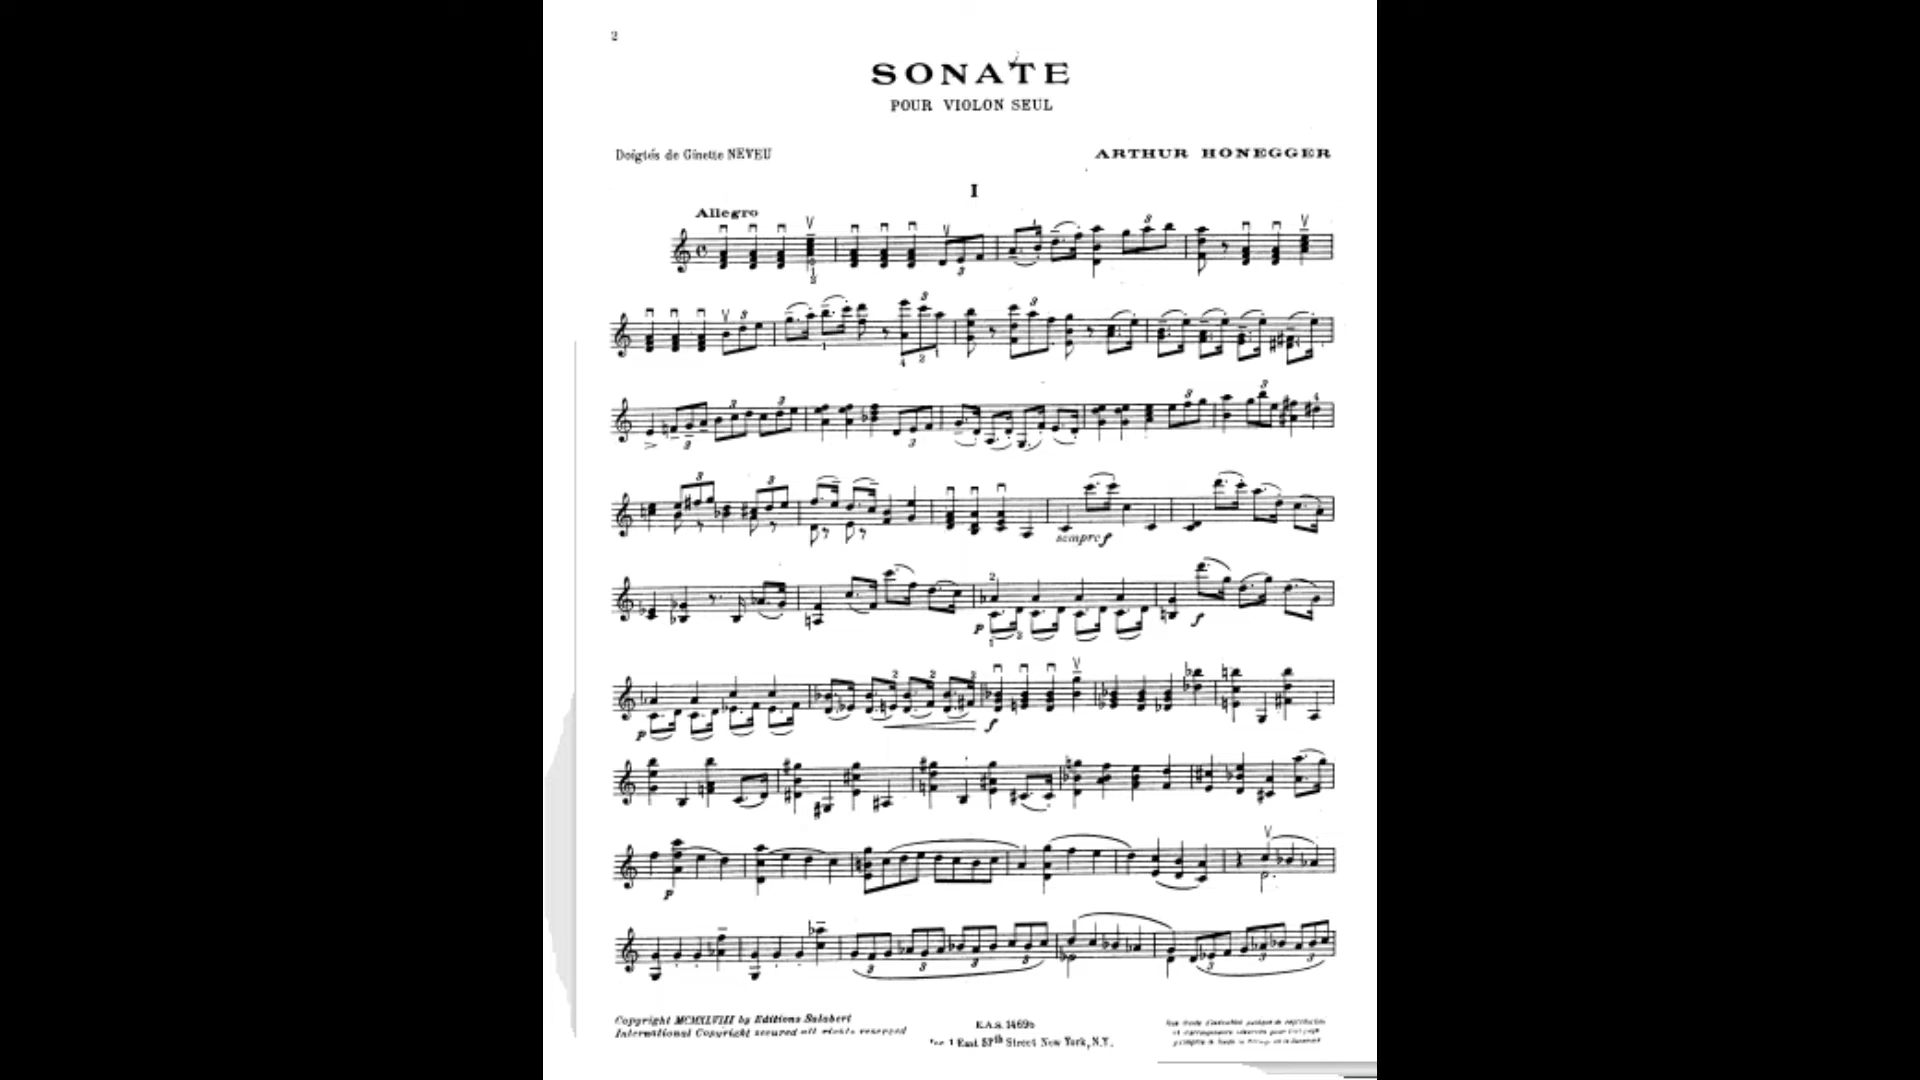 2
SONATE
POUR VIOLON SEUL
Doigtés de Ginette NEVEU
ARTHUR HONEGGER
I
Allegro
sempre f
p
f
p
f
p
Copyright MCMXLVIII by Editions Salabert
International Copyright secured all rights reserved
E.A.S.
1 East 57th Street New York, N.Y.